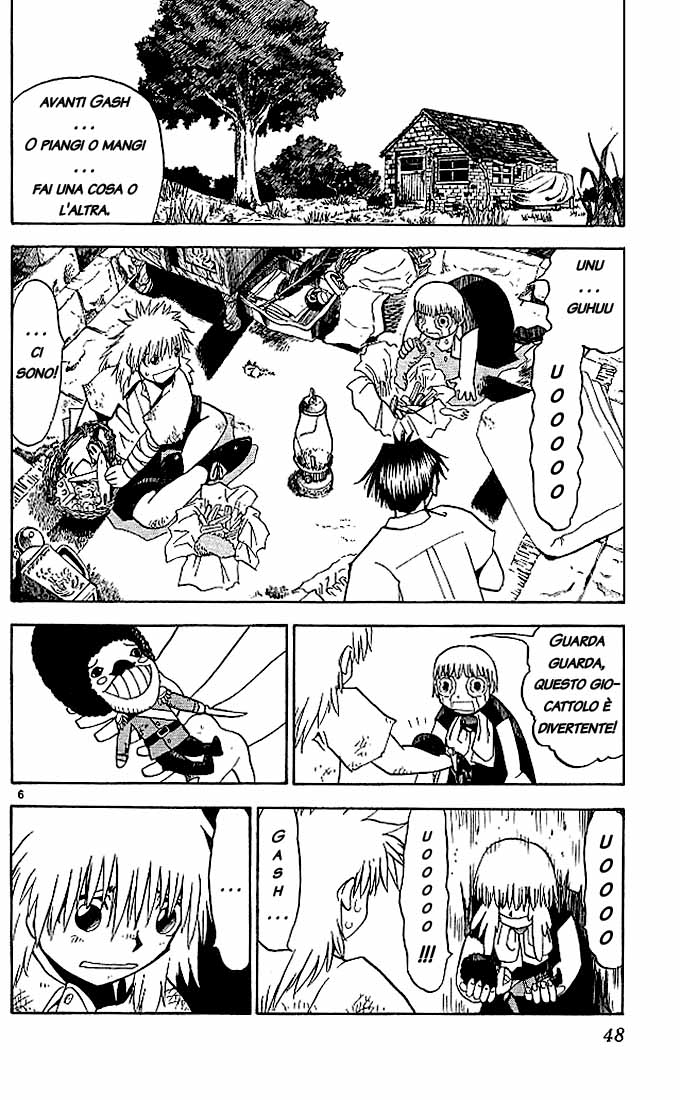 AVANTI GASH
...
O PIANGI O MANGI
...
FAI UNA COSA O
L'ALTRA.
UNU
...
GUHUU
UOOOOO
...
CI
SONO!
GUARDA
GUARDA,
QUESTO GIO-
CATTOLO È
DIVERTENTE!
6
UOOOO
UOOOOO!!!
GASH...
...
48